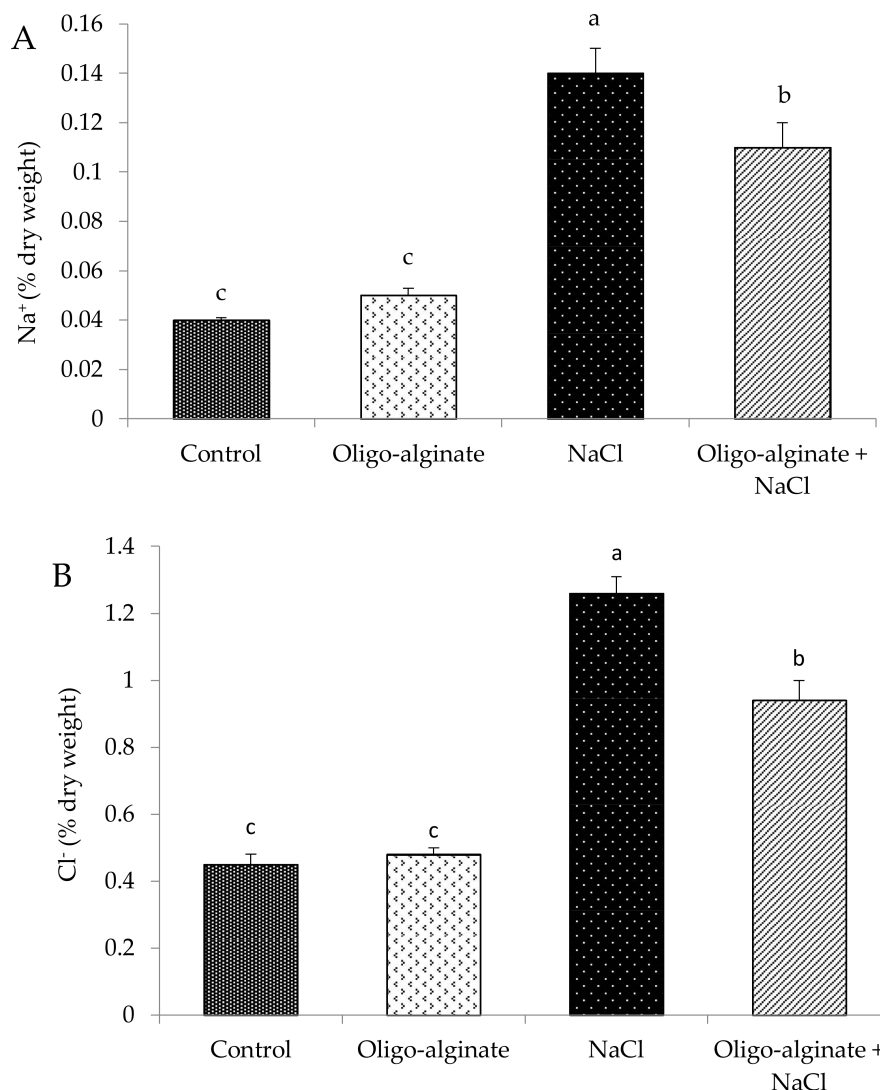 A
0.16
0.14
0.12
0.1
0.08
0.06
0.04
0.02
0
Na⁺ (% dry weight)
c
c
a
b
Control
Oligo-alginate
NaCl
Oligo-alginate +
NaCl
B
1.4
1.2
1
0.8
0.6
0.4
0.2
0
Cl⁻ (% dry weight)
c
c
a
b
Control
Oligo-alginate
NaCl
Oligo-alginate +
NaCl